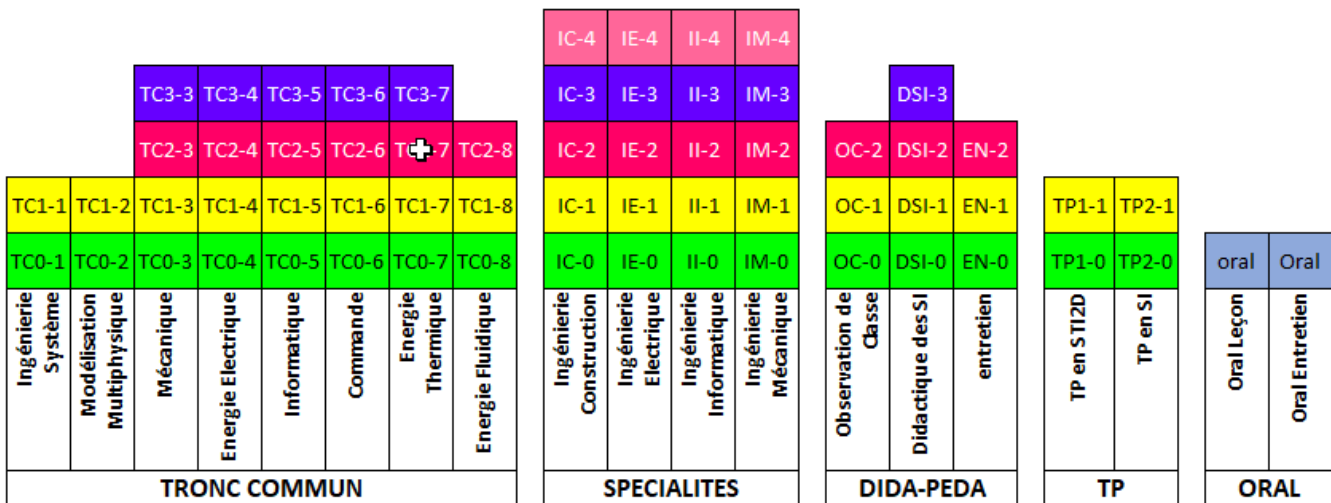 IC-4 IE-4 II-4 IM-4
TC3-3 TC3-4 TC3-5 TC3-6 TC3-7 IC-3 IE-3 II-3 IM-3 DSI-3
TC2-3 TC2-4 TC2-5 TC2-6 TC2-8 IC-2 IE-2 II-2 IM-2 OC-2 DSI-2 EN-2
TC1-1 TC1-2 TC1-3 TC1-4 TC1-5 TC1-6 TC1-7 TC1-8 IC-1 IE-1 II-1 IM-1 OC-1 DSI-1 EN-1 TP1-1 TP2-1
TC0-1 TC0-2 TC0-3 TC0-4 TC0-5 TC0-6 TC0-7 TC0-8 IC-0 IE-0 II-0 IM-0 OC-0 DSI-0 EN-0 TP1-0 TP2-0 oral Oral
Ingénierie
Système
Modélisation
Multiphysique
Mécanique
Energie Electrique
Informatique
Commande
Energie
Thermique
Energie Fluidique
Ingénierie
Construction
Ingénierie
Electrique
Ingénierie
Informatique
Ingénierie
Mécanique
Observation de
Classe
Didactique des SI
entretien
TP en STI2D
TP en SI
Oral Leçon
Oral Entretien
TRONC COMMUN SPECIALITES DIDA-PEDA TP ORAL